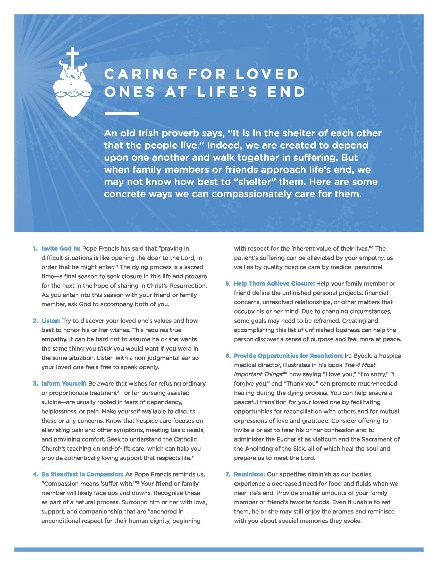 CARING FOR LOVED
ONES AT LIFE'S END
An old Irish proverb says, "It is in the shelter of each other
that the people live." Indeed, we are created to depend
upon one another and walk together in suffering. But
when family members or friends approach life's end, we
may not know how best to "shelter" them. Here are some
concrete ways we can compassionately care for them.
1. Invite God In: Pope Francis has said that "praying in
difficult situations is like opening the door to the Lord, in
order that he might enter." The dying process is a sacred
time—a final season to seek closure in this life and prepare
for the next in the hope of sharing in Christ's Resurrection.
As you enter into this season with your friend or family
member, ask God to accompany both of you.
2. Listen: Try to discover your loved one's values and how
best to honor his or her wishes. This requires true
empathy. It can be hard not to assume he or she wants
the same thing you think you would want if you were in
the same situation. Listen with a non-judgmental ear so
your loved one feels free to speak openly.
3. Inform Yourself: Be aware that wishes for refusing ordinary
or proportionate treatment—or for pursuing assisted
suicide—are usually rooted in fears of dependency,
helplessness, or pain. Make yourself available to discuss
these or any concerns. Know that hospice care focuses on
alleviating pain and other symptoms, meeting basic needs,
and providing comfort. Seek to understand the Catholic
Church's teaching on end-of-life care, which can help you
provide authentically loving support that respects life.
4. Be Steadfast in Compassion: As Pope Francis reminds us,
"Compassion means 'suffer with.'" Your friend or family
member will likely face ups and downs. Recognize these
as part of a natural process. Surround him or her with love,
support, and companionship that are "anchored in
unconditional respect for their human dignity, beginning
with respect for the inherent value of their lives." The
patient's suffering can be alleviated by your empathy, as
well as by quality hospice care by medical personnel.
5. Help Them Achieve Closure: Help your family member or
friend define the unfinished personal projects, financial
concerns, unresolved relationships, or other matters that
occupy his or her mind. Due to changing circumstances,
some goals may need to be reframed. Creating and
accomplishing this list of unfinished business can help the
person discover a sense of purpose and feel more at peace.
6. Provide Opportunities for Resolution: Ira Byock, a hospice
medical director, illustrates in his book The 4 Most
Important Things how saying "I love you," "I'm sorry," "I
forgive you," and "Thank you" can promote much-needed
healing during the dying process. You can help ensure a
peaceful transition for your loved one by facilitating
opportunities for reconciliation with others and for mutual
expressions of love and gratitude. Consider offering to
invite a priest to hear his or her confession and to
administer the Eucharist as viaticum and the Sacrament of
the Anointing of the Sick, all of which heal the soul and
prepare us to meet the Lord.
7. Reminisce: Our appetites diminish as our bodies
experience a decreased need for food and fluids when we
near life's end. Provide smaller amounts of your family
member or friend's favorite foods. Even if unable to eat
them, he or she may still enjoy the aromas and reminisce
with you about special memories they evoke.